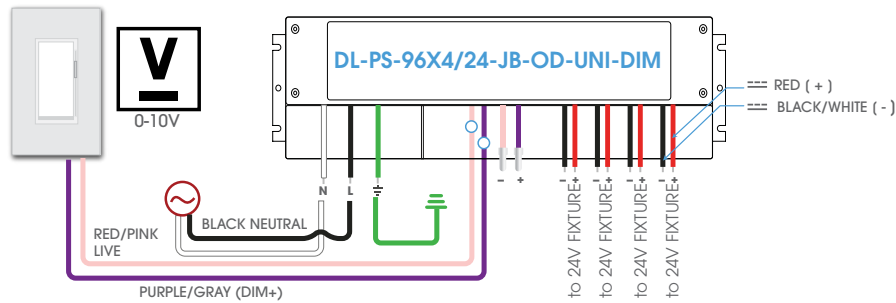 V
0-10V
DL-PS-96X4/24-JB-OD-UNI-DIM
RED ( + )
BLACK/WHITE ( - )
N
L
- +
- +
- +
- +
- +
BLACK NEUTRAL
RED/PINK
LIVE
PURPLE/GRAY (DIM+)
to 24V FIXTURE
to 24V FIXTURE
to 24V FIXTURE
to 24V FIXTURE